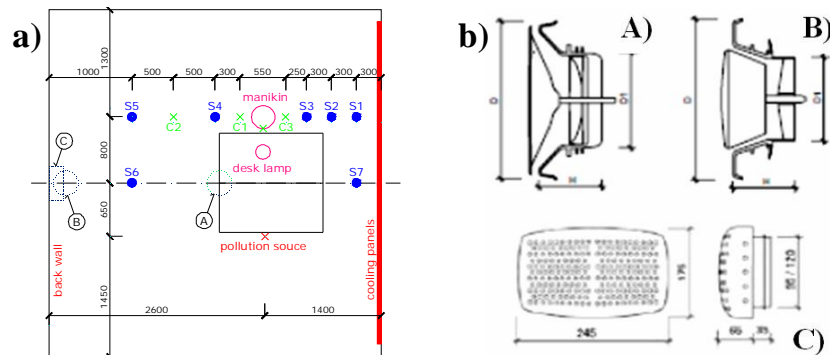 a)
b)
A)
B)
1300
1000
500
500
300
550
250
300
300
300
manikin
S5
S4
S3
S2
S1
C2
C1
C3
800
desk lamp
C
S6
S7
B
A
650
pollution souce
back wall
cooling panels
1450
2600
1400
D
D1
H
D
D1
H
175
245
65
35
C)